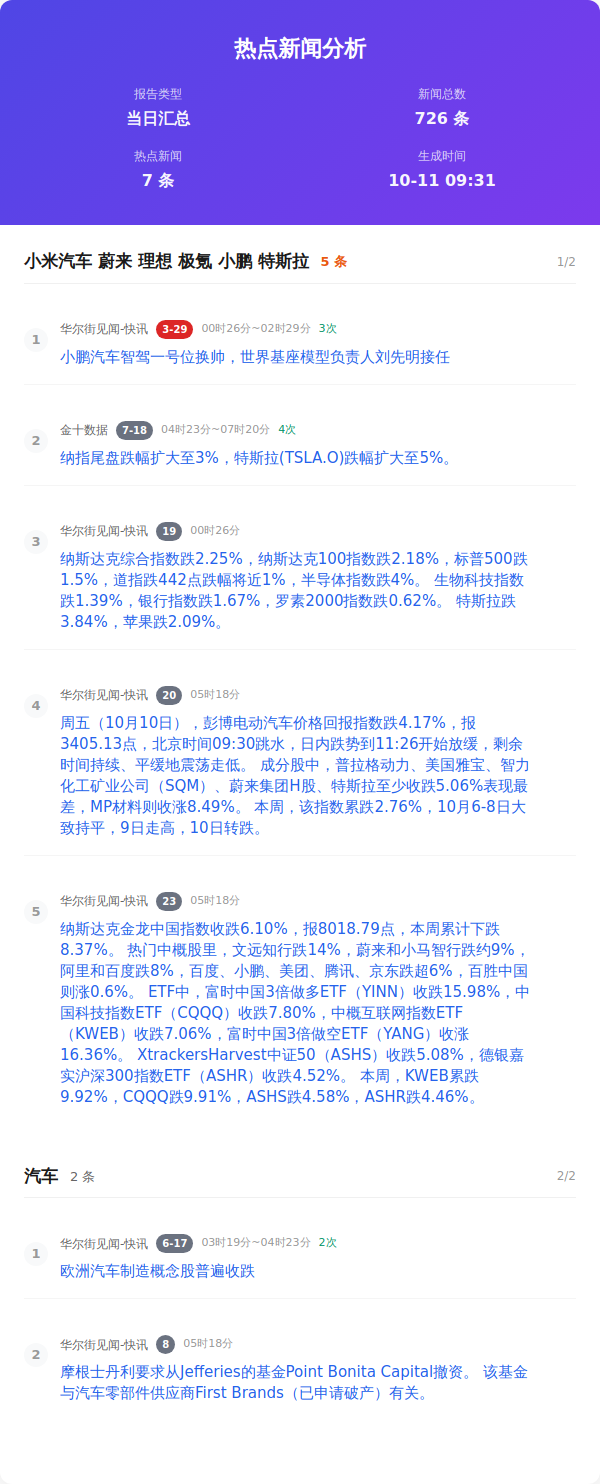 热点新闻分析
报告类型
当日汇总
新闻总数
726 条
热点新闻
7 条
生成时间
10-11 09:31
小米汽车 蔚来 理想 极氪 小鹏 特斯拉 5 条 1/2
1 华尔街见闻-快讯 3-29 00时26分~02时29分 3次
小鹏汽车智驾一号位换帅，世界基座模型负责人刘先明接任
2 金十数据 7-18 04时23分~07时20分 4次
纳指尾盘跌幅扩大至3%，特斯拉(TSLA.O)跌幅扩大至5%。
3 华尔街见闻-快讯 19 00时26分
纳斯达克综合指数跌2.25%，纳斯达克100指数跌2.18%，标普500跌
1.5%，道指跌442点跌幅将近1%，半导体指数跌4%。 生物科技指数
跌1.39%，银行指数跌1.67%，罗素2000指数跌0.62%。 特斯拉跌
3.84%，苹果跌2.09%。
4 华尔街见闻-快讯 20 05时18分
周五（10月10日），彭博电动汽车价格回报指数跌4.17%，报
3405.13点，北京时间09:30跳水，日内跌势到11:26开始放缓，剩余
时间持续、平缓地震荡走低。 成分股中，普拉格动力、美国雅宝、智力
化工矿业公司（SQM）、蔚来集团H股、特斯拉至少收跌5.06%表现最
差，MP材料则收涨8.49%。 本周，该指数累跌2.76%，10月6-8日大
致持平，9日走高，10日转跌。
5 华尔街见闻-快讯 23 05时18分
纳斯达克金龙中国指数收跌6.10%，报8018.79点，本周累计下跌
8.37%。 热门中概股里，文远知行跌14%，蔚来和小马智行跌约9%，
阿里和百度跌8%，百度、小鹏、美团、腾讯、京东跌超6%，百胜中国
则涨0.6%。 ETF中，富时中国3倍做多ETF（YINN）收跌15.98%，中
国科技指数ETF（CQQQ）收跌7.80%，中概互联网指数ETF
（KWEB）收跌7.06%，富时中国3倍做空ETF（YANG）收涨
16.36%。 XtrackersHarvest中证50（ASHS）收跌5.08%，德银嘉
实沪深300指数ETF（ASHR）收跌4.52%。 本周，KWEB累跌
9.92%，CQQQ跌9.91%，ASHS跌4.58%，ASHR跌4.46%。
汽车 2 条 2/2
1 华尔街见闻-快讯 6-17 03时19分~04时23分 2次
欧洲汽车制造概念股普遍收跌
2 华尔街见闻-快讯 8 05时18分
摩根士丹利要求从Jefferies的基金Point Bonita Capital撤资。 该基金
与汽车零部件供应商First Brands（已申请破产）有关。